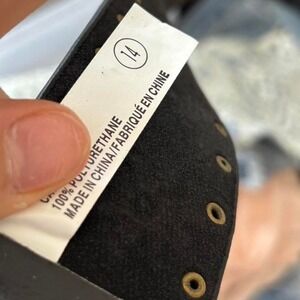 14
100% POLYURETHANE
MADE IN CHINA/FABRIQUÉ EN CHINE